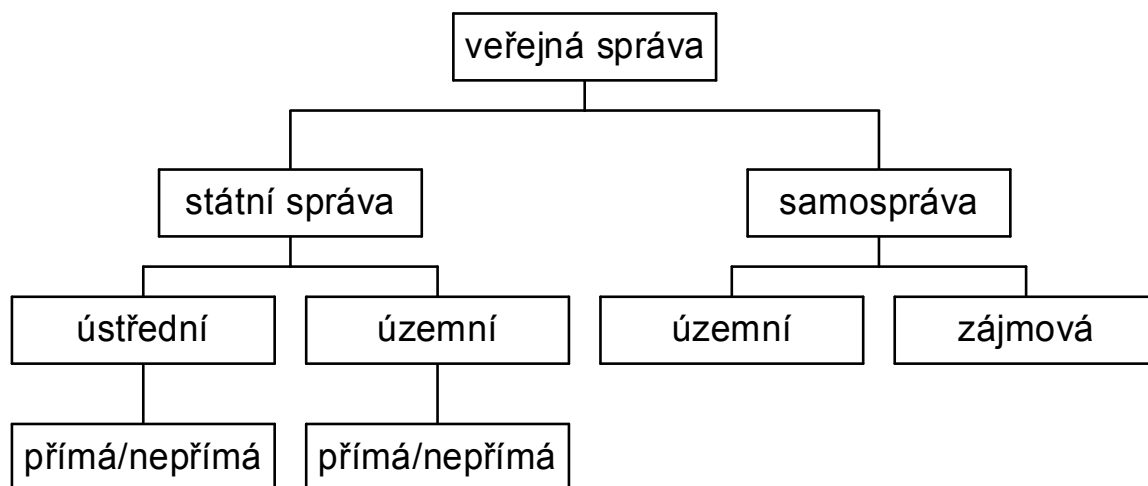 veřejná správa
státní správa
samospráva
ústřední
územní
územní
zájmová
přímá/nepřímá
přímá/nepřímá